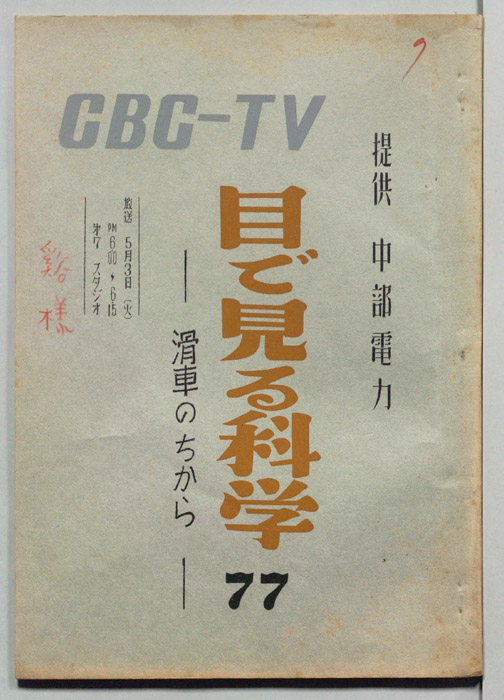 CBC-TV
提供 中部電力
目で見る科学
77
滑車のちから
放送 5月3日(火)
PM 6:00〜6:15
第7スタジオ
谿 様